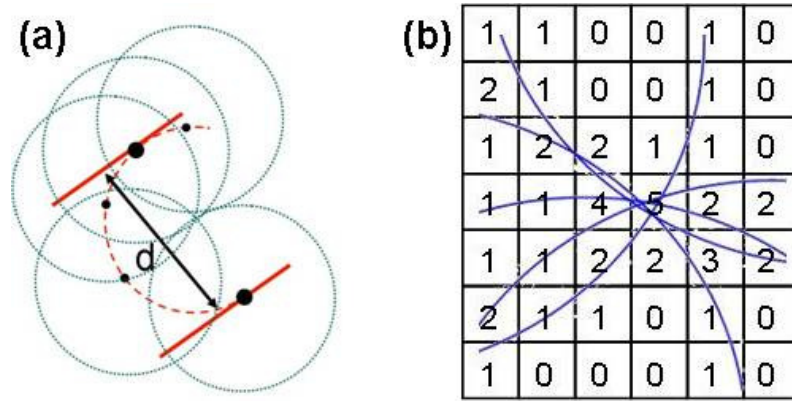 (a)
d
(b)
1 1 0 0 1 0
2 1 0 0 1 0
1 2 2 1 1 0
1 1 4 5 2 2
1 1 2 2 3 2
2 1 1 0 1 0
1 0 0 0 1 0